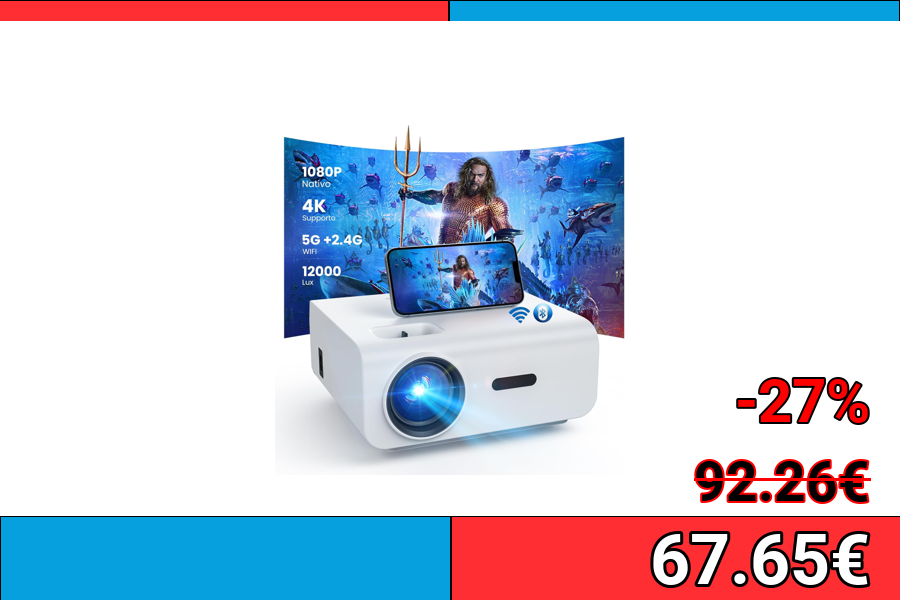 1080P
Nativo
4K
Supporto
5G +2.4G
WIFI
12000
Lux
-27%
92.26€
67.65€